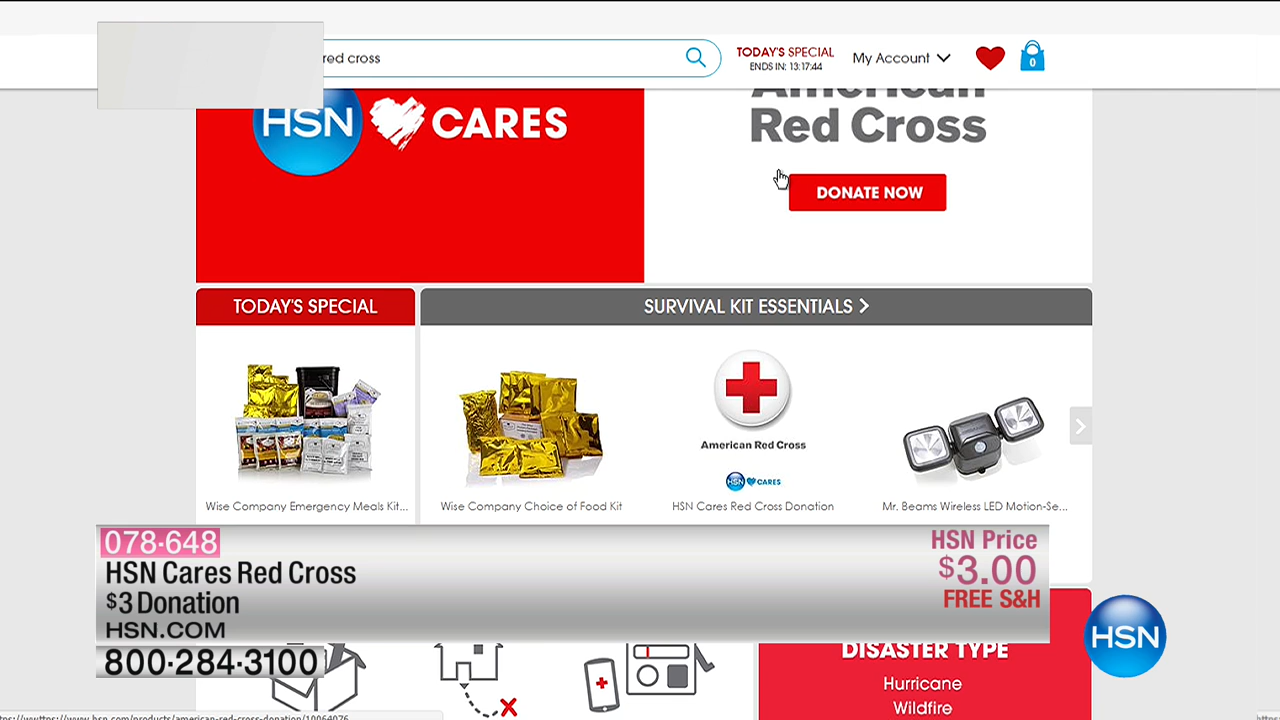 red cross
TODAY'S SPECIAL
ENDS IN: 13:17:44
My Account
0
HSN CARES
American
Red Cross
DONATE NOW
TODAY'S SPECIAL
SURVIVAL KIT ESSENTIALS >
American Red Cross
HSN CARES
Wise Company Emergency Meals Kit...
Wise Company Choice of Food Kit
HSN Cares Red Cross Donation
Mr. Beams Wireless LED Motion-Se...
078-648
HSN Cares Red Cross
$3 Donation
HSN.COM
800-284-3100
HSN Price
$3.00
FREE S&H
HSN
DISASTER TYPE
Hurricane
Wildfire